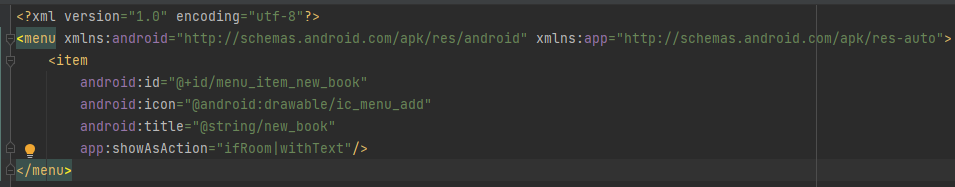 <?xml version="1.0" encoding="utf-8"?>
<menu xmlns:android="http://schemas.android.com/apk/res/android" xmlns:app="http://schemas.android.com/apk/res-auto">
    <item
        android:id="@+id/menu_item_new_book"
        android:icon="@android:drawable/ic_menu_add"
        android:title="@string/new_book"
        app:showAsAction="ifRoom|withText"/>
</menu>